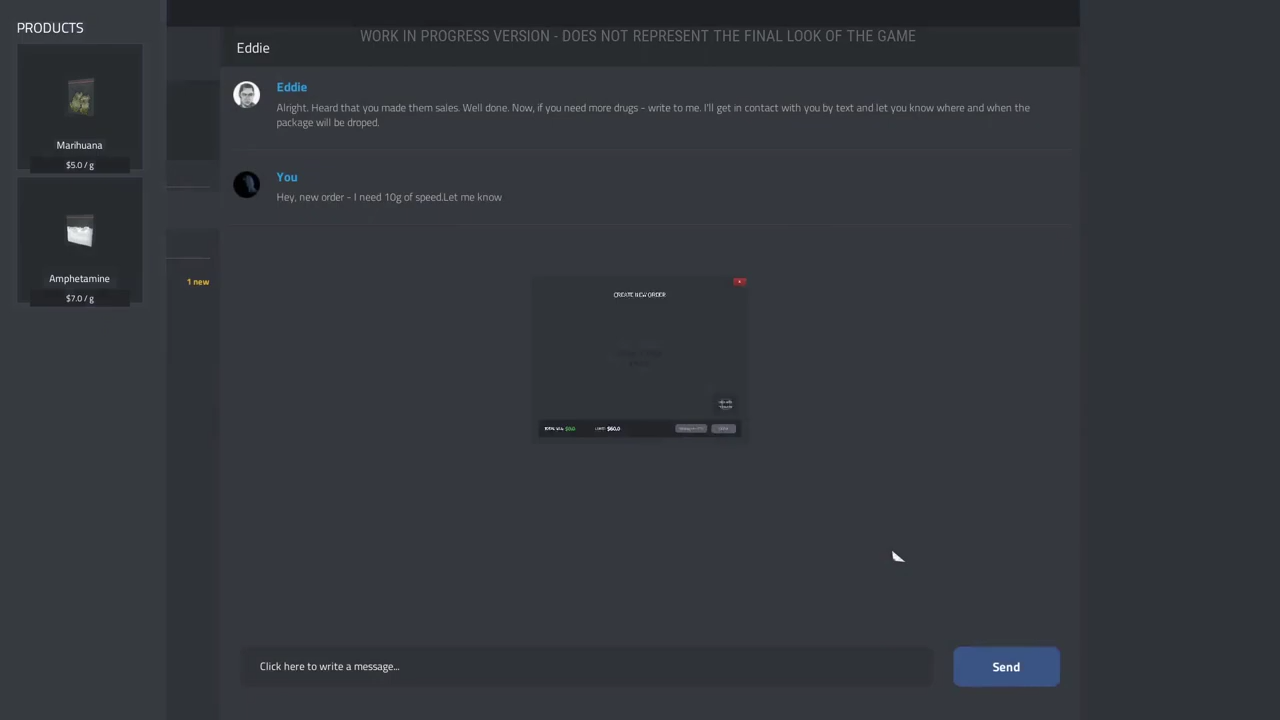 PRODUCTS
WORK IN PROGRESS VERSION - DOES NOT REPRESENT THE FINAL LOOK OF THE GAME
Eddie
Eddie
Alright. Heard that you made them sales. Well done. Now, if you need more drugs - write to me. I'll get in contact with you by text and let you know where and when the
package will be droped.
Marihuana
$5.0 / g
You
Hey, new order - I need 10g of speed.Let me know
Amphetamine
$7.0 / g
1 new
CREATE NEW ORDER
$0.0
$60.0
Click here to write a message...
Send